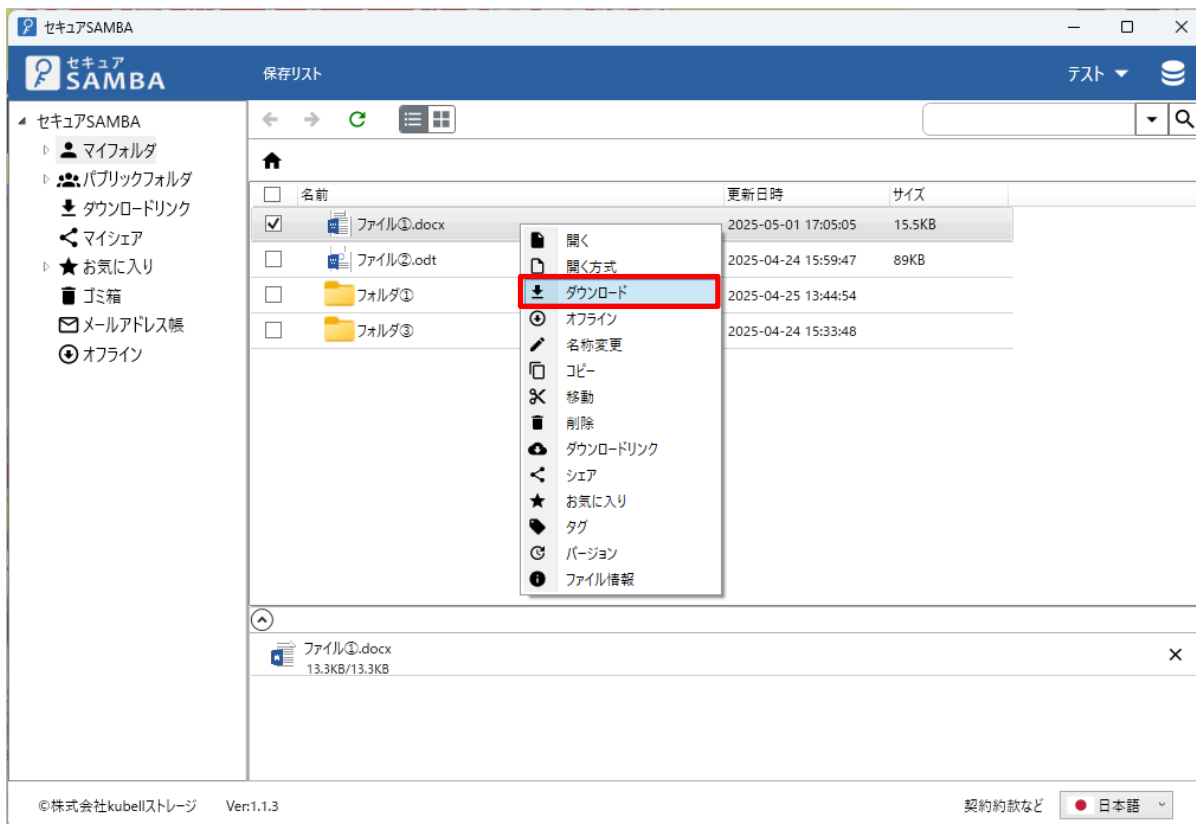 セキュアSAMBA
セキュア
SAMBA
保存リスト
テスト
セキュアSAMBA
マイフォルダ
パブリックフォルダ
ダウンロードリンク
マイシェア
お気に入り
ゴミ箱
メールアドレス帳
オフライン
名前 更新日時 サイズ
ファイル①.docx 2025-05-01 17:05:05 15.5KB
ファイル②.odt 2025-04-24 15:59:47 89KB
フォルダ① 2025-04-25 13:44:54
フォルダ③ 2025-04-24 15:33:48
開く
開く方式
ダウンロード
オフライン
名称変更
コピー
移動
削除
ダウンロードリンク
シェア
お気に入り
タグ
バージョン
ファイル情報
ファイル①.docx
13.3KB/13.3KB
©株式会社kubellストレージ Ver:1.1.3 契約約款など 日本語